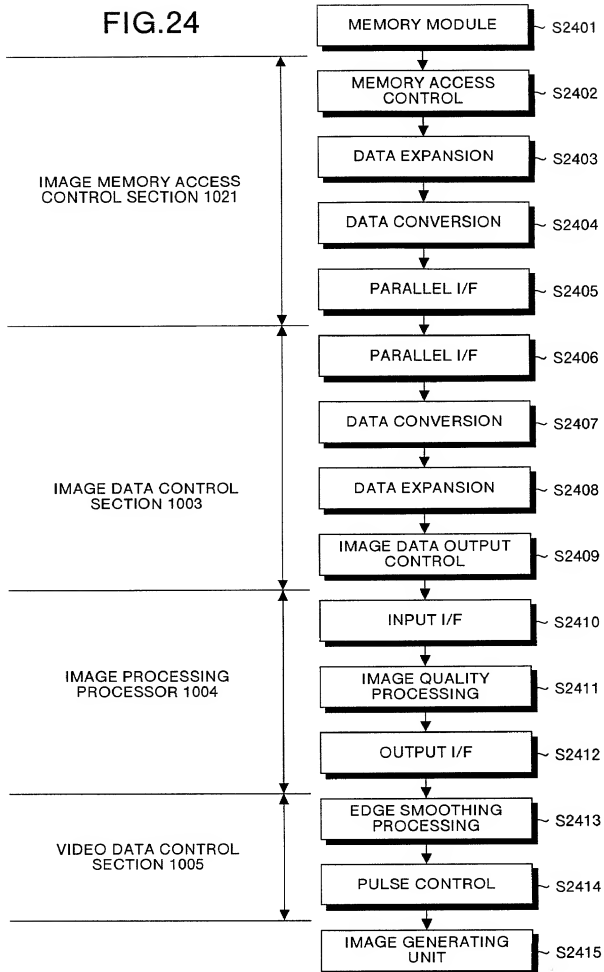 FIG.24
MEMORY MODULE
S2401
MEMORY ACCESS
CONTROL
S2402
DATA EXPANSION
S2403
IMAGE MEMORY ACCESS
CONTROL SECTION 1021
DATA CONVERSION
S2404
PARALLEL I/F
S2405
PARALLEL I/F
S2406
DATA CONVERSION
S2407
IMAGE DATA CONTROL
SECTION 1003
DATA EXPANSION
S2408
IMAGE DATA OUTPUT
CONTROL
S2409
INPUT I/F
S2410
IMAGE PROCESSING
PROCESSOR 1004
IMAGE QUALITY
PROCESSING
S2411
OUTPUT I/F
S2412
EDGE SMOOTHING
PROCESSING
S2413
VIDEO DATA CONTROL
SECTION 1005
PULSE CONTROL
S2414
IMAGE GENERATING
UNIT
S2415